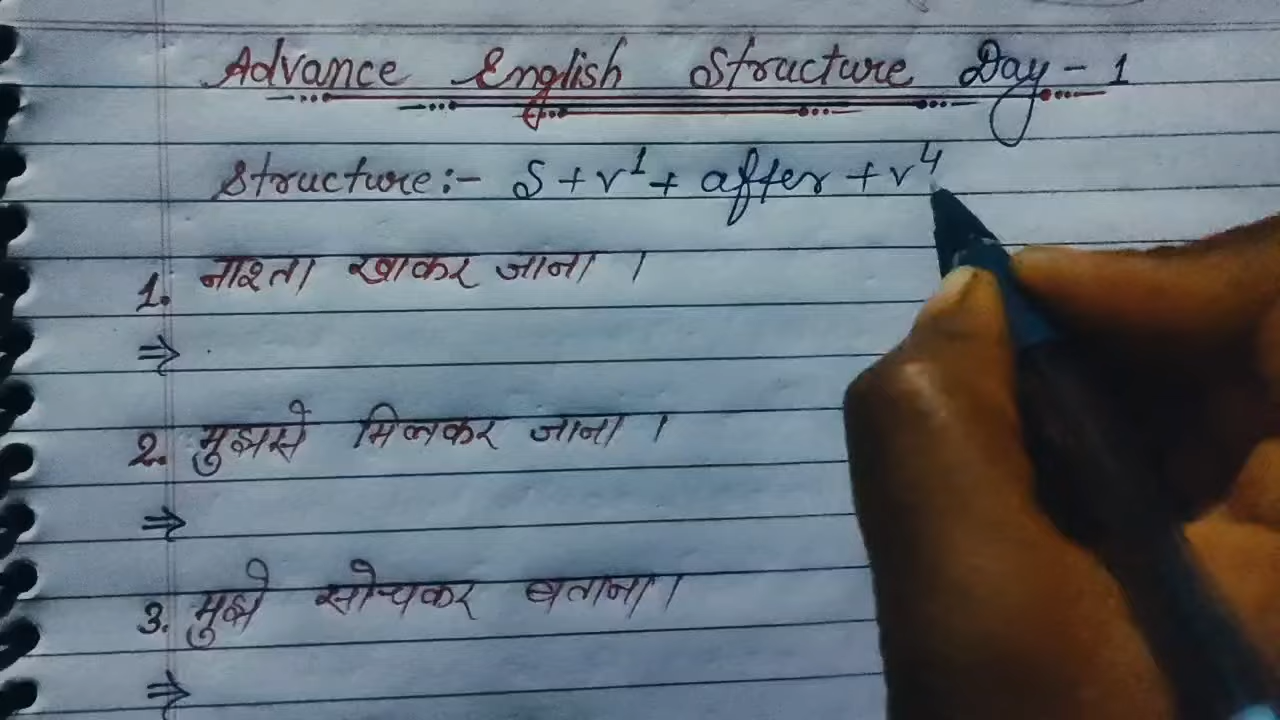 Advance English Structure Day - 1
Structure:- S + v¹ + after + v⁴
1. नाश्ता खाकर जाना ।
⇒
2. मुझसे मिलकर जाना ।
⇒
3. मुझे सोचकर बताना ।
⇒